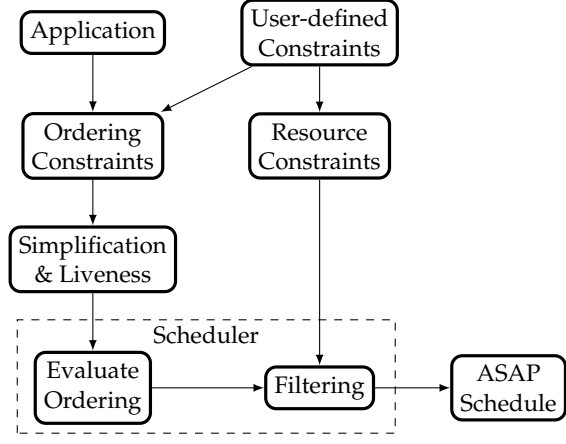 Application
User-defined
Constraints
Ordering
Constraints
Resource
Constraints
Simplification
& Liveness
Scheduler
Evaluate
Ordering
Filtering
ASAP
Schedule